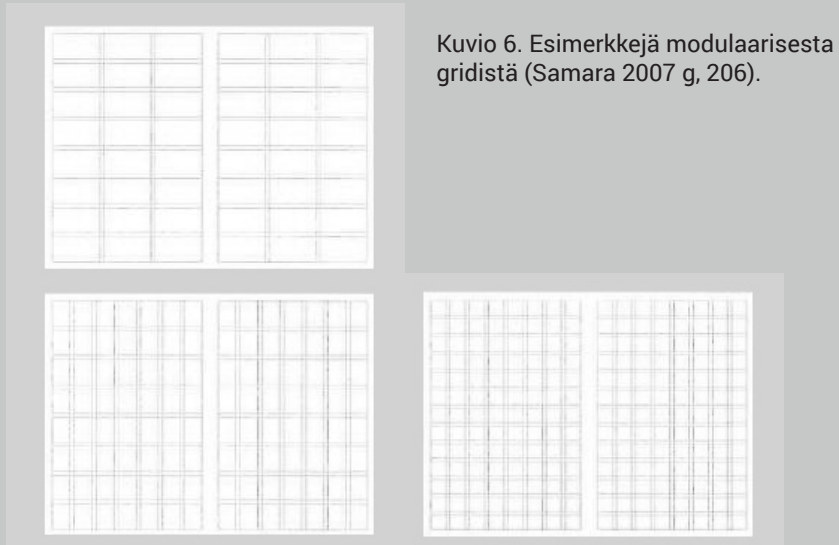 Kuvio 6. Esimerkkejä modulaarisesta
gridistä (Samara 2007 g, 206).